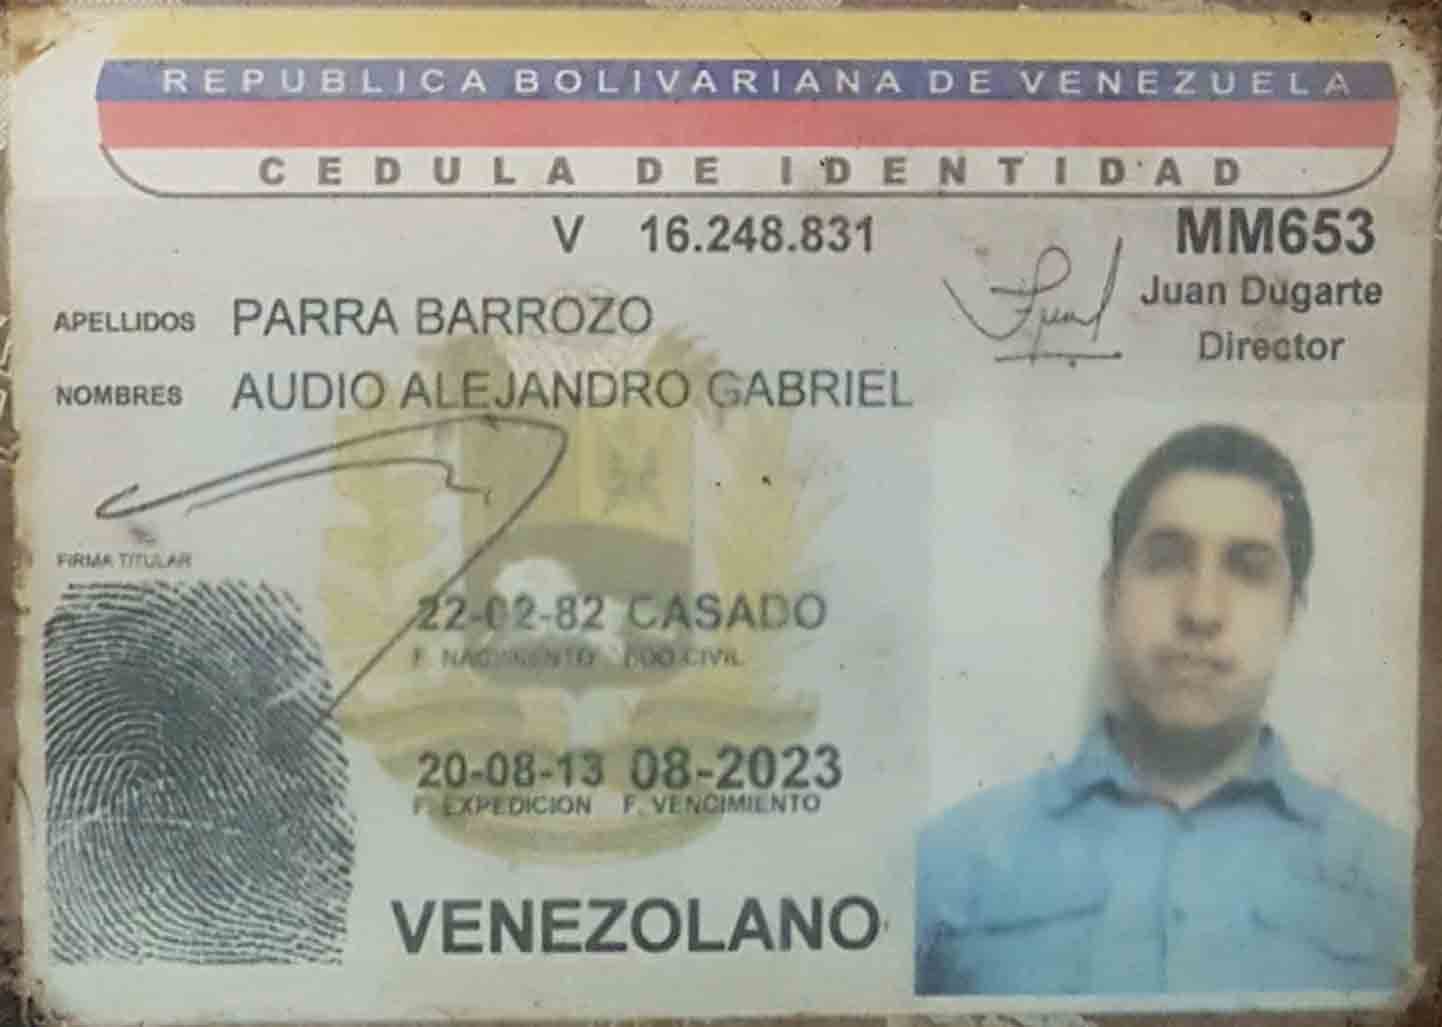 REPUBLICA BOLIVARIANA DE VENEZUELA
CEDULA DE IDENTIDAD
V 16.248.831
MM653
Juan Dugarte
Director
APELLIDOS PARRA BARROZO
NOMBRES AUDIO ALEJANDRO GABRIEL
FIRMA TITULAR
22-02-82 CASADO
F. NACIMIENTO EDO CIVIL
20-08-13 08-2023
F. EXPEDICION F. VENCIMIENTO
VENEZOLANO